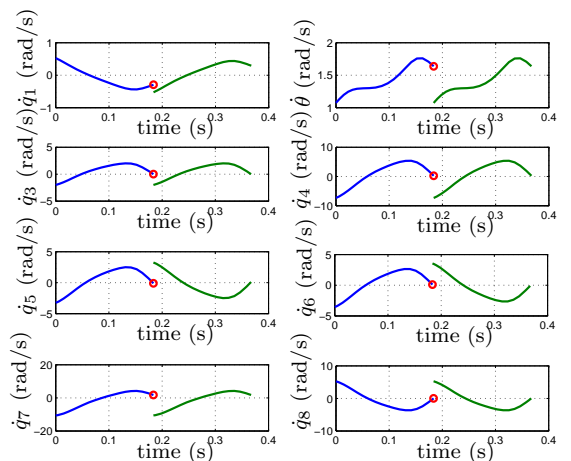 q̇1 (rad/s)
1
0
−1
0 0.1 0.2 0.3 0.4
time (s)
θ̇ (rad/s)
2
1.5
1
0 0.1 0.2 0.3 0.4
time (s)
q̇3 (rad/s)
5
0
−5
0 0.1 0.2 0.3 0.4
time (s)
q̇4 (rad/s)
10
0
−10
0 0.1 0.2 0.3 0.4
time (s)
q̇5 (rad/s)
5
0
−5
0 0.1 0.2 0.3 0.4
time (s)
q̇6 (rad/s)
5
0
−5
0 0.1 0.2 0.3 0.4
time (s)
q̇7 (rad/s)
20
0
−20
0 0.1 0.2 0.3 0.4
time (s)
q̇8 (rad/s)
10
0
−10
0 0.1 0.2 0.3 0.4
time (s)